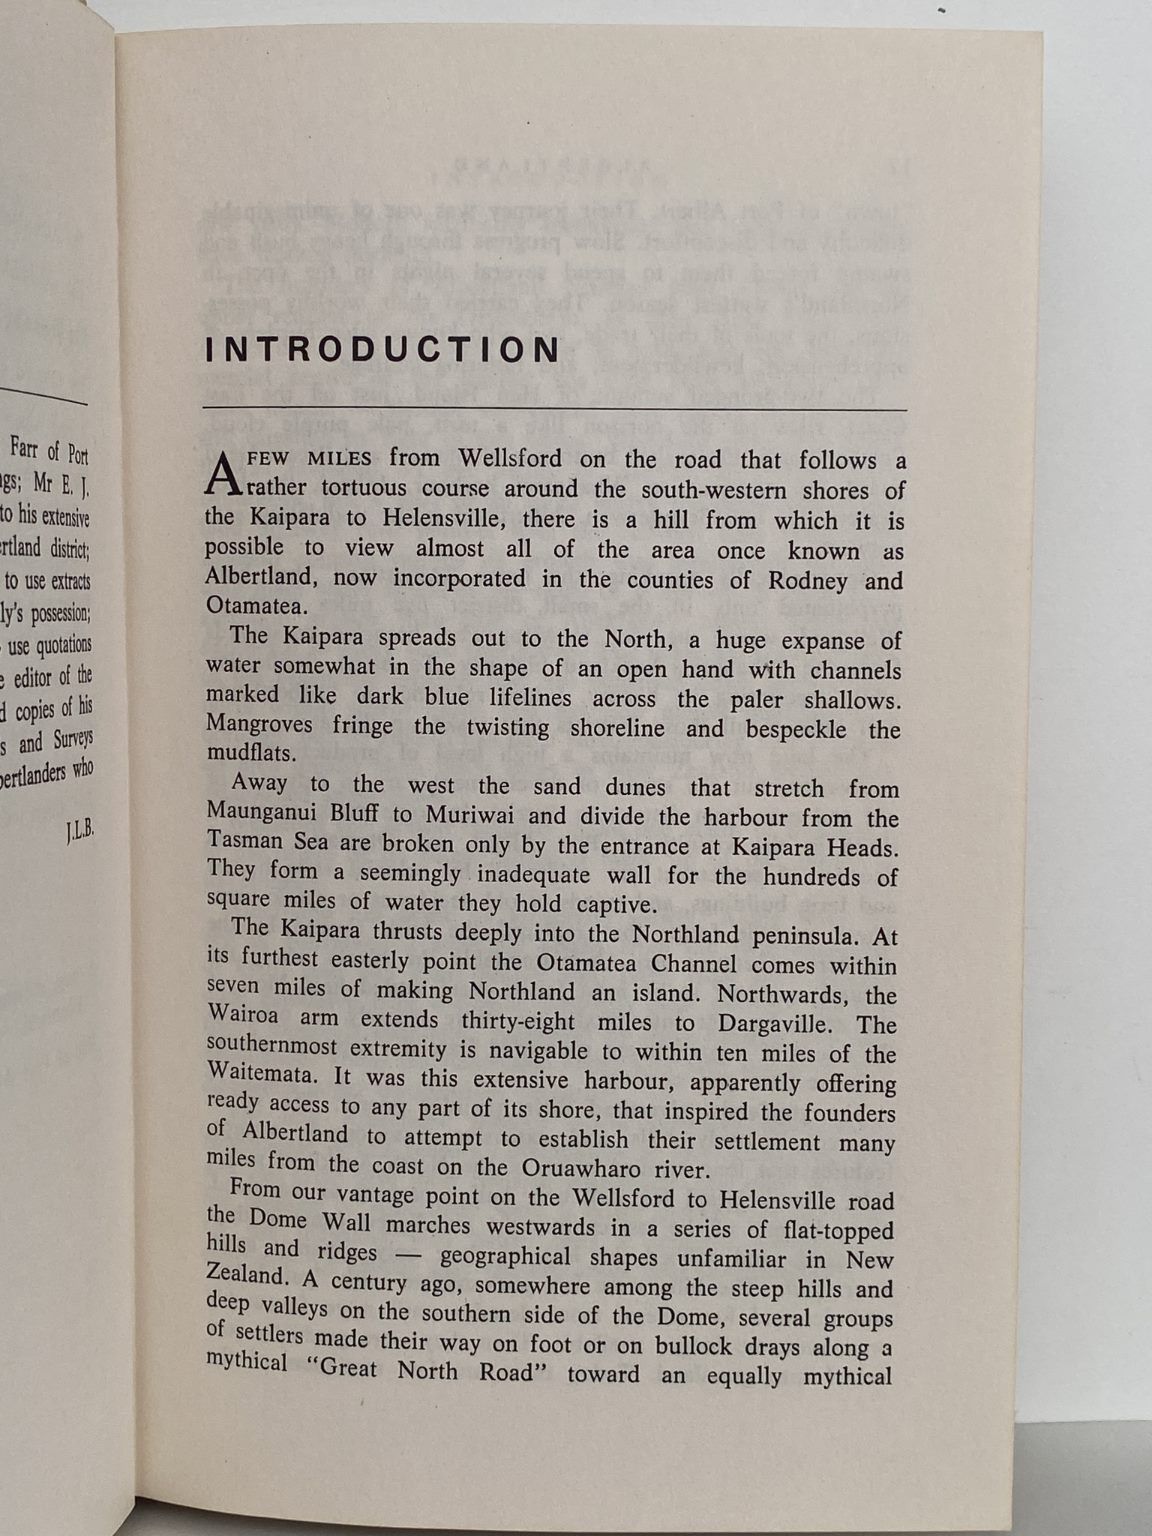 Farr of Port
gs; Mr E. J.
to his extensive
rtland district;
to use extracts
ly's possession;
use quotations
editor of the
copies of his
s and Surveys
bertlanders who
J.L.B.
INTRODUCTION
A FEW MILES from Wellsford on the road that follows a
rather tortuous course around the south-western shores of
the Kaipara to Helensville, there is a hill from which it is
possible to view almost all of the area once known as
Albertland, now incorporated in the counties of Rodney and
Otamatea.
The Kaipara spreads out to the North, a huge expanse of
water somewhat in the shape of an open hand with channels
marked like dark blue lifelines across the paler shallows.
Mangroves fringe the twisting shoreline and bespeckle the
mudflats.
Away to the west the sand dunes that stretch from
Maunganui Bluff to Muriwai and divide the harbour from the
Tasman Sea are broken only by the entrance at Kaipara Heads.
They form a seemingly inadequate wall for the hundreds of
square miles of water they hold captive.
The Kaipara thrusts deeply into the Northland peninsula. At
its furthest easterly point the Otamatea Channel comes within
seven miles of making Northland an island. Northwards, the
Wairoa arm extends thirty-eight miles to Dargaville. The
southernmost extremity is navigable to within ten miles of the
Waitemata. It was this extensive harbour, apparently offering
ready access to any part of its shore, that inspired the founders
of Albertland to attempt to establish their settlement many
miles from the coast on the Oruawharo river.
From our vantage point on the Wellsford to Helensville road
the Dome Wall marches westwards in a series of flat-topped
hills and ridges — geographical shapes unfamiliar in New
Zealand. A century ago, somewhere among the steep hills and
deep valleys on the southern side of the Dome, several groups
of settlers made their way on foot or on bullock drays along a
mythical “Great North Road” toward an equally mythical